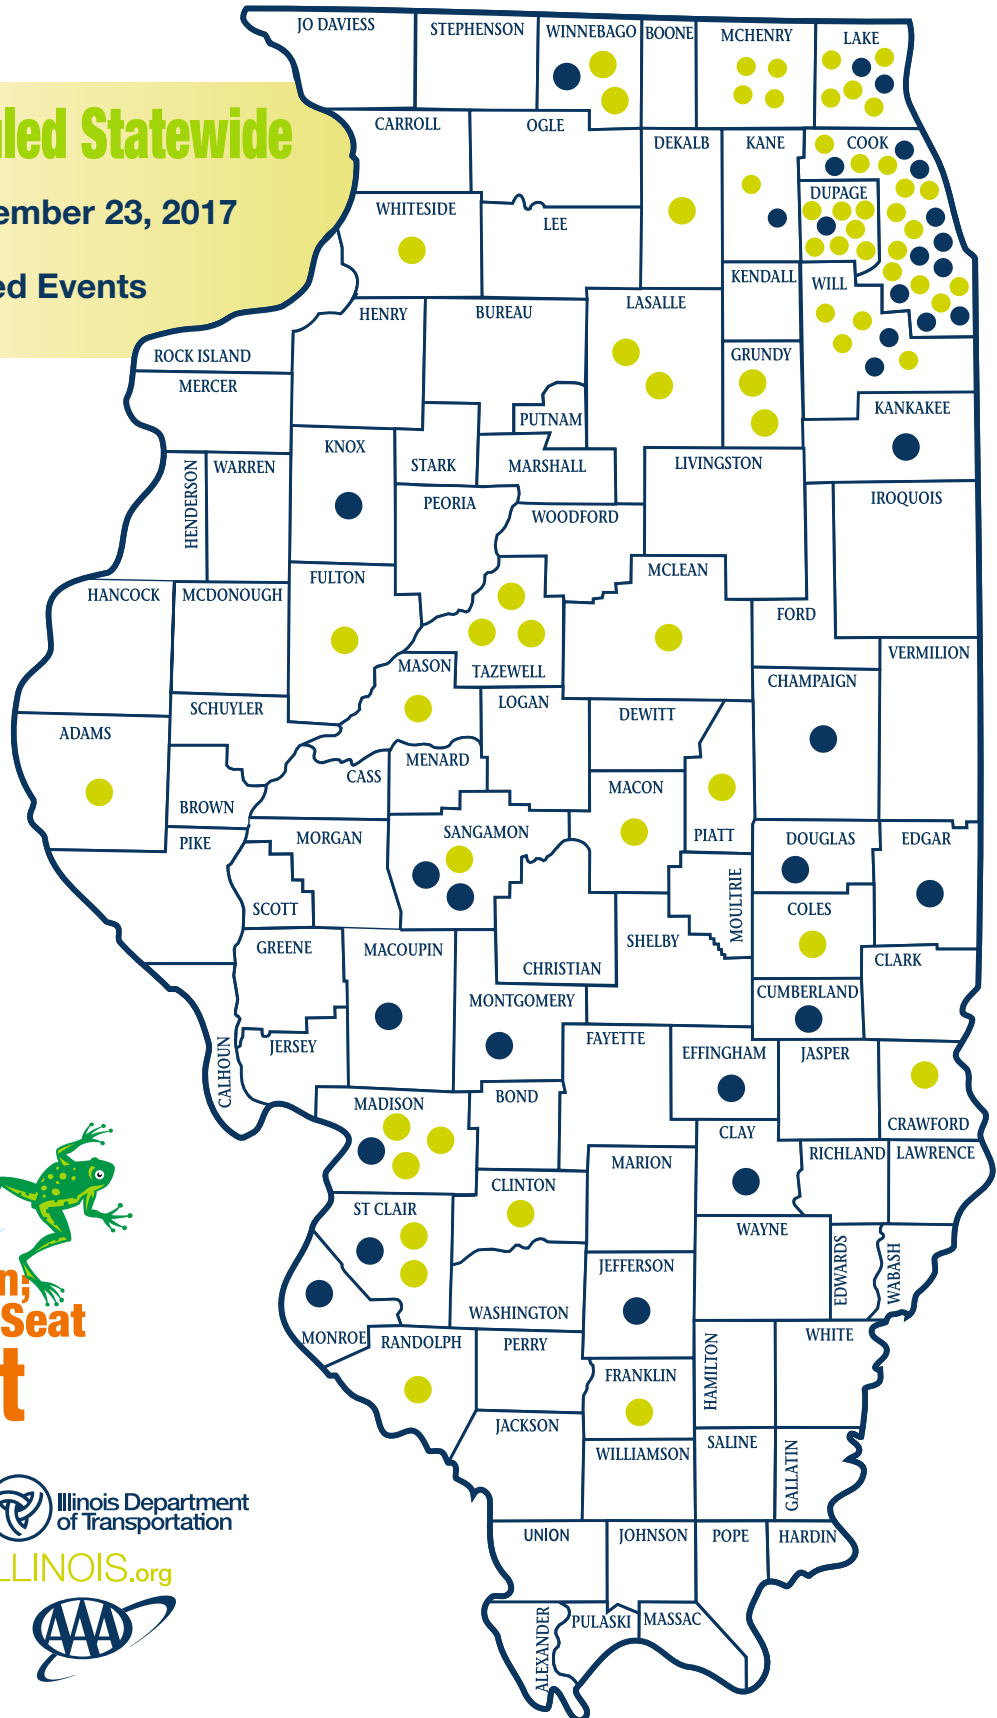 JO DAVIESS
STEPHENSON
WINNEBAGO
BOONE
MCHENRY
LAKE
led Statewide
ember 23, 2017
ed Events
CARROLL
OGLE
DEKALB
KANE
COOK
DUPAGE
WHITESIDE
LEE
KENDALL
WILL
HENRY
BUREAU
LASALLE
ROCK ISLAND
GRUNDY
MERCER
PUTNAM
KANKAKEE
KNOX
STARK
MARSHALL
LIVINGSTON
HENDERSON
WARREN
PEORIA
WOODFORD
IROQUOIS
FULTON
MCLEAN
HANCOCK
MCDONOUGH
FORD
VERMILION
MASON
TAZEWELL
CHAMPAIGN
SCHUYLER
LOGAN
DEWITT
ADAMS
CASS
MENARD
MACON
BROWN
PIATT
PIKE
MORGAN
SANGAMON
DOUGLAS
EDGAR
SCOTT
MOULTRIE
COLES
GREENE
MACOUPIN
SHELBY
CHRISTIAN
CLARK
MONTGOMERY
CUMBERLAND
CALHOUN
JERSEY
FAYETTE
EFFINGHAM
JASPER
MADISON
BOND
CRAWFORD
CLAY
MARION
RICHLAND
LAWRENCE
CLINTON
ST CLAIR
WAYNE
EDWARDS
WABASH
JEFFERSON
n;
Seat
t
WASHINGTON
MONROE
RANDOLPH
PERRY
HAMILTON
WHITE
FRANKLIN
JACKSON
WILLIAMSON
SALINE
GALLATIN
Illinois Department
of Transportation
UNION
JOHNSON
POPE
HARDIN
LLINOIS.org
AAA
ALEXANDER
PULASKI
MASSAC